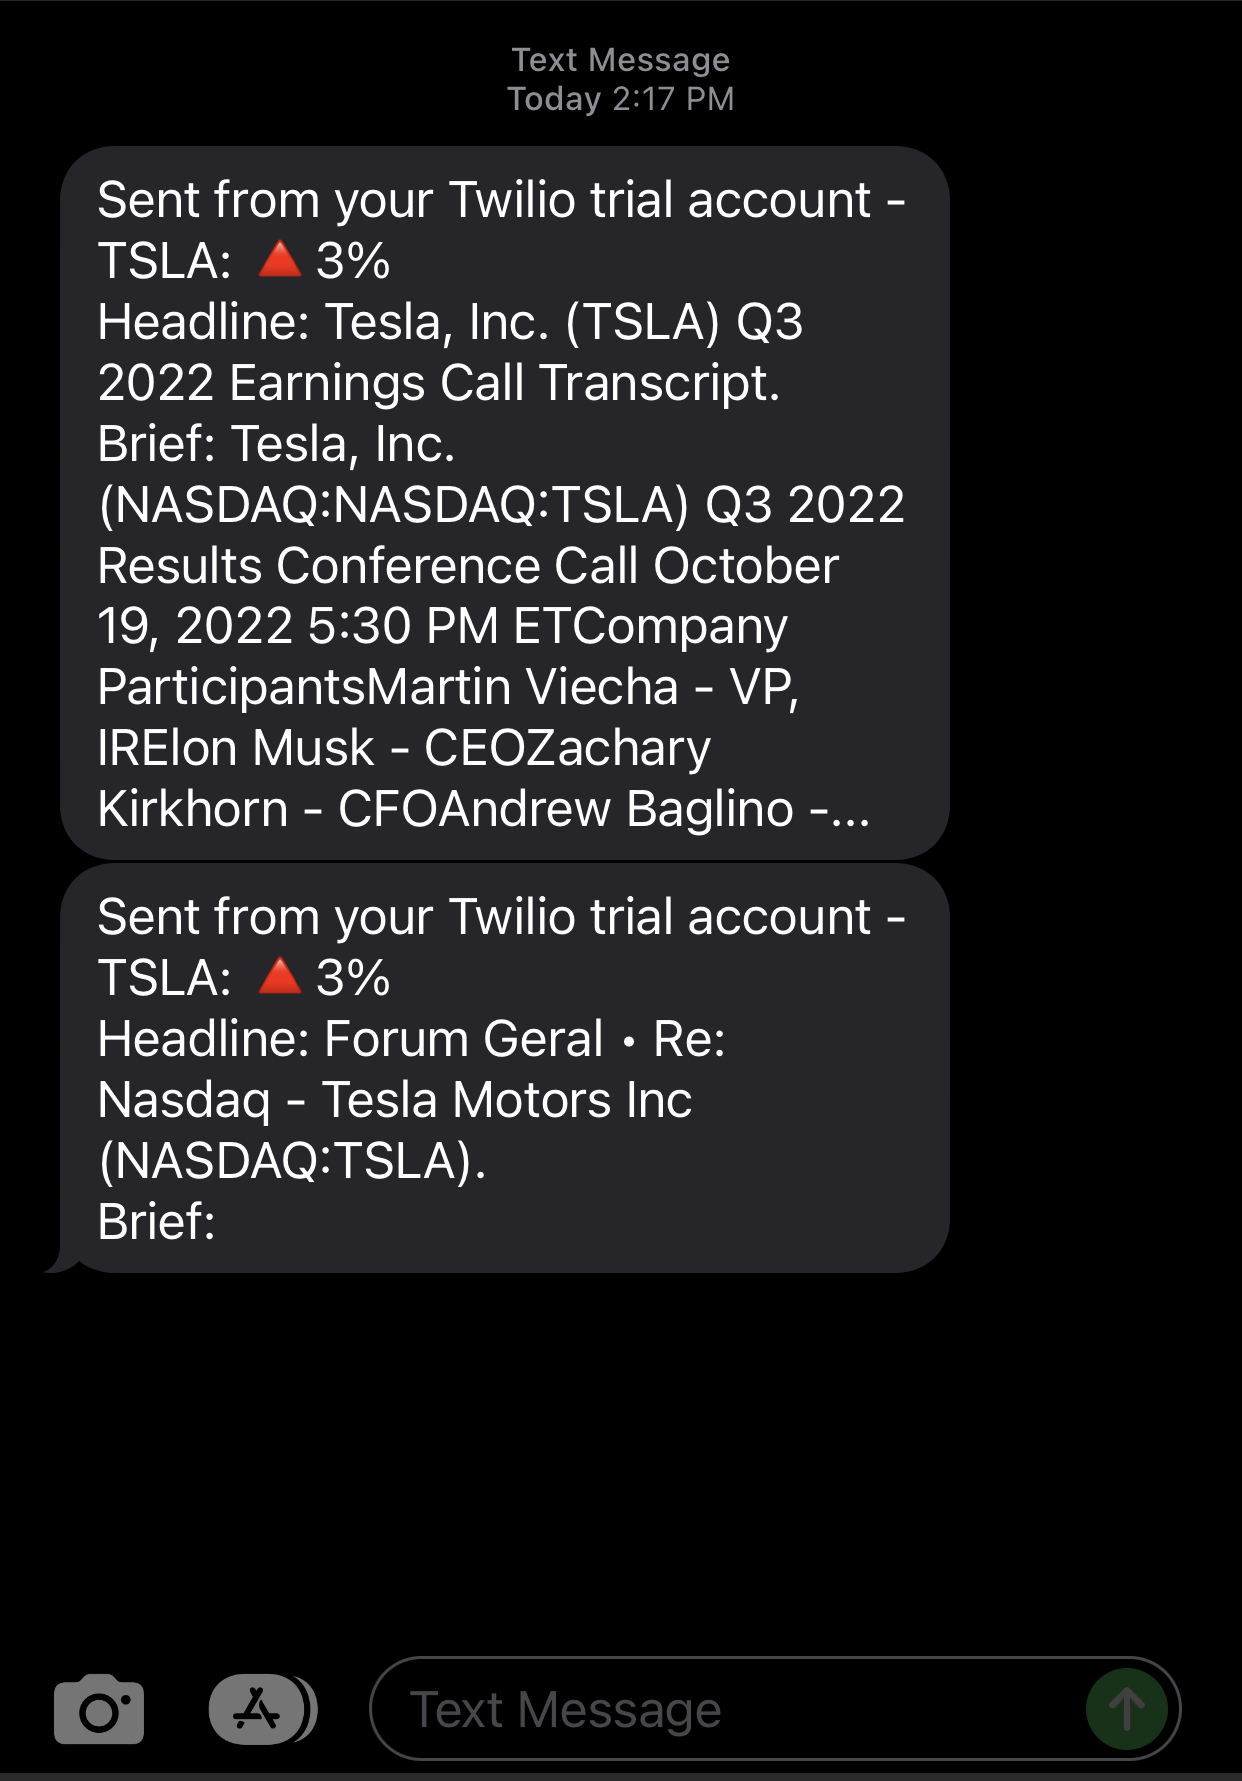 Text Message
Today 2:17 PM
Sent from your Twilio trial account -
TSLA: 🔺3%
Headline: Tesla, Inc. (TSLA) Q3
2022 Earnings Call Transcript.
Brief: Tesla, Inc.
(NASDAQ:NASDAQ:TSLA) Q3 2022
Results Conference Call October
19, 2022 5:30 PM ETCompany
ParticipantsMartin Viecha - VP,
IRElon Musk - CEOZachary
Kirkhorn - CFOAndrew Baglino -...
Sent from your Twilio trial account -
TSLA: 🔺3%
Headline: Forum Geral • Re:
Nasdaq - Tesla Motors Inc
(NASDAQ:TSLA).
Brief:
Text Message